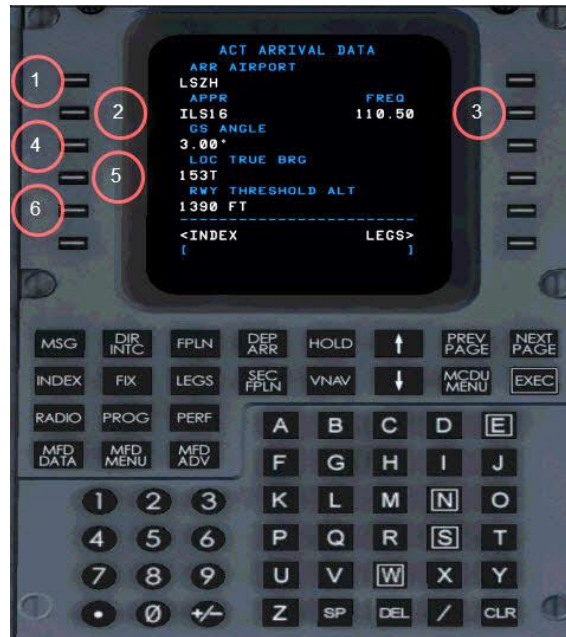 ACT ARRIVAL DATA
ARR AIRPORT
1
LSZH
APPR FREQ
2 3
ILS16 110.50
GS ANGLE
4
3.00°
LOC TRUE BRG
5
153T
RWY THRESHOLD ALT
6
1390 FT
--------------------
<INDEX LEGS>
[ ]
MSG DIR INTC FPLN DEP ARR HOLD ↑ PREV PAGE NEXT PAGE
INDEX FIX LEGS SEC FPLN VNAV ↓ MCDU MENU EXEC
RADIO PROG PERF
MFD DATA MFD MENU MFD ADV
A B C D E
F G H I J
1 2 3 K L M N O
4 5 6 P Q R S T
7 8 9 U V W X Y
. 0 +/- Z SP DEL / CLR